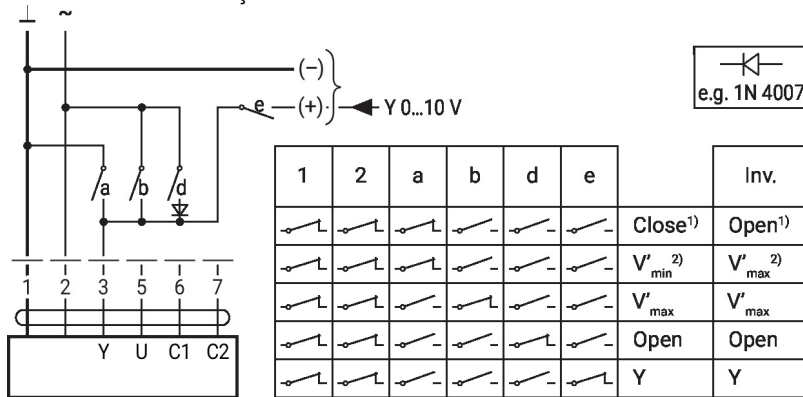 ⊥ ~
(–)
e (+) Y 0...10 V
e.g. 1N 4007
a b d
1 2 3 5 6 7
Y U C1 C2
1 2 a b d e Inv.
Close¹⁾ Open¹⁾
V'min²⁾ V'max²⁾
V'max V'max
Open Open
Y Y